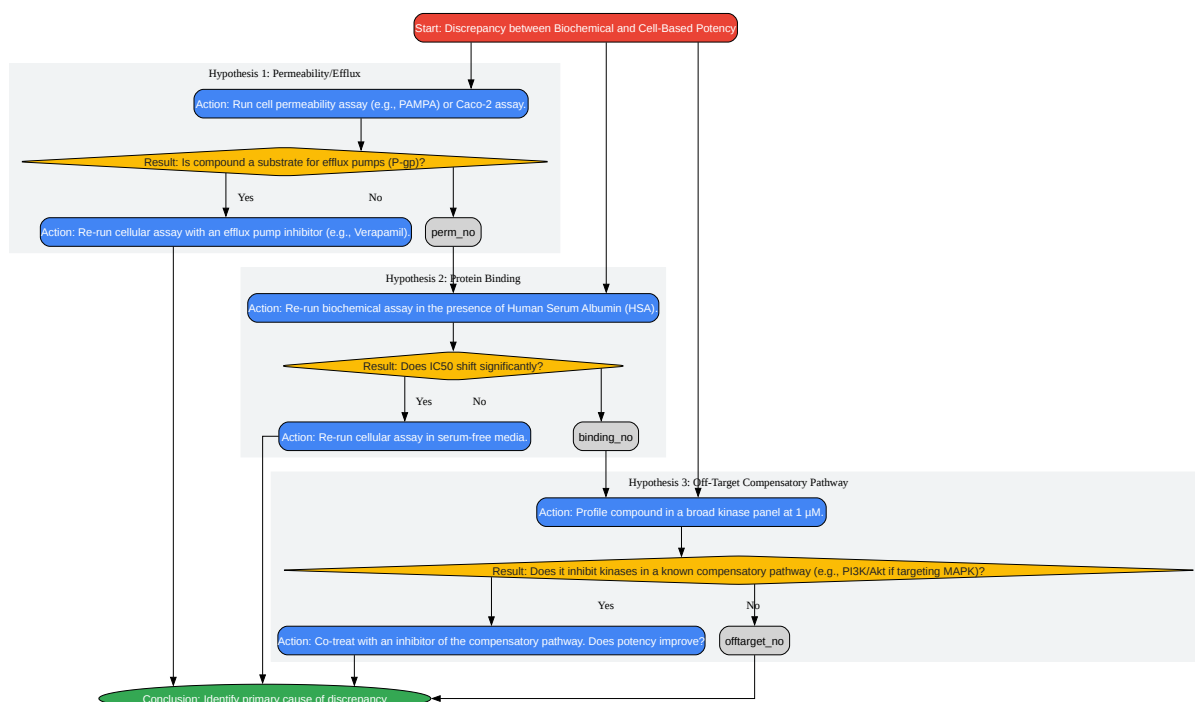 Start: Discrepancy between Biochemical and Cell-Based Potency
Hypothesis 1: Permeability/Efflux
Action: Run cell permeability assay (e.g., PAMPA) or Caco-2 assay.
Result: Is compound a substrate for efflux pumps (P-gp)?
Yes
No
Action: Re-run cellular assay with an efflux pump inhibitor (e.g., Verapamil).
perm_no
Hypothesis 2: Protein Binding
Action: Re-run biochemical assay in the presence of Human Serum Albumin (HSA).
Result: Does IC50 shift significantly?
Yes
No
Action: Re-run cellular assay in serum-free media.
binding_no
Hypothesis 3: Off-Target Compensatory Pathway
Action: Profile compound in a broad kinase panel at 1 µM.
Result: Does it inhibit kinases in a known compensatory pathway (e.g., PI3K/Akt if targeting MAPK)?
Yes
No
Action: Co-treat with an inhibitor of the compensatory pathway. Does potency improve?
offtarget_no
Conclusion: Identify primary cause of discrepancy